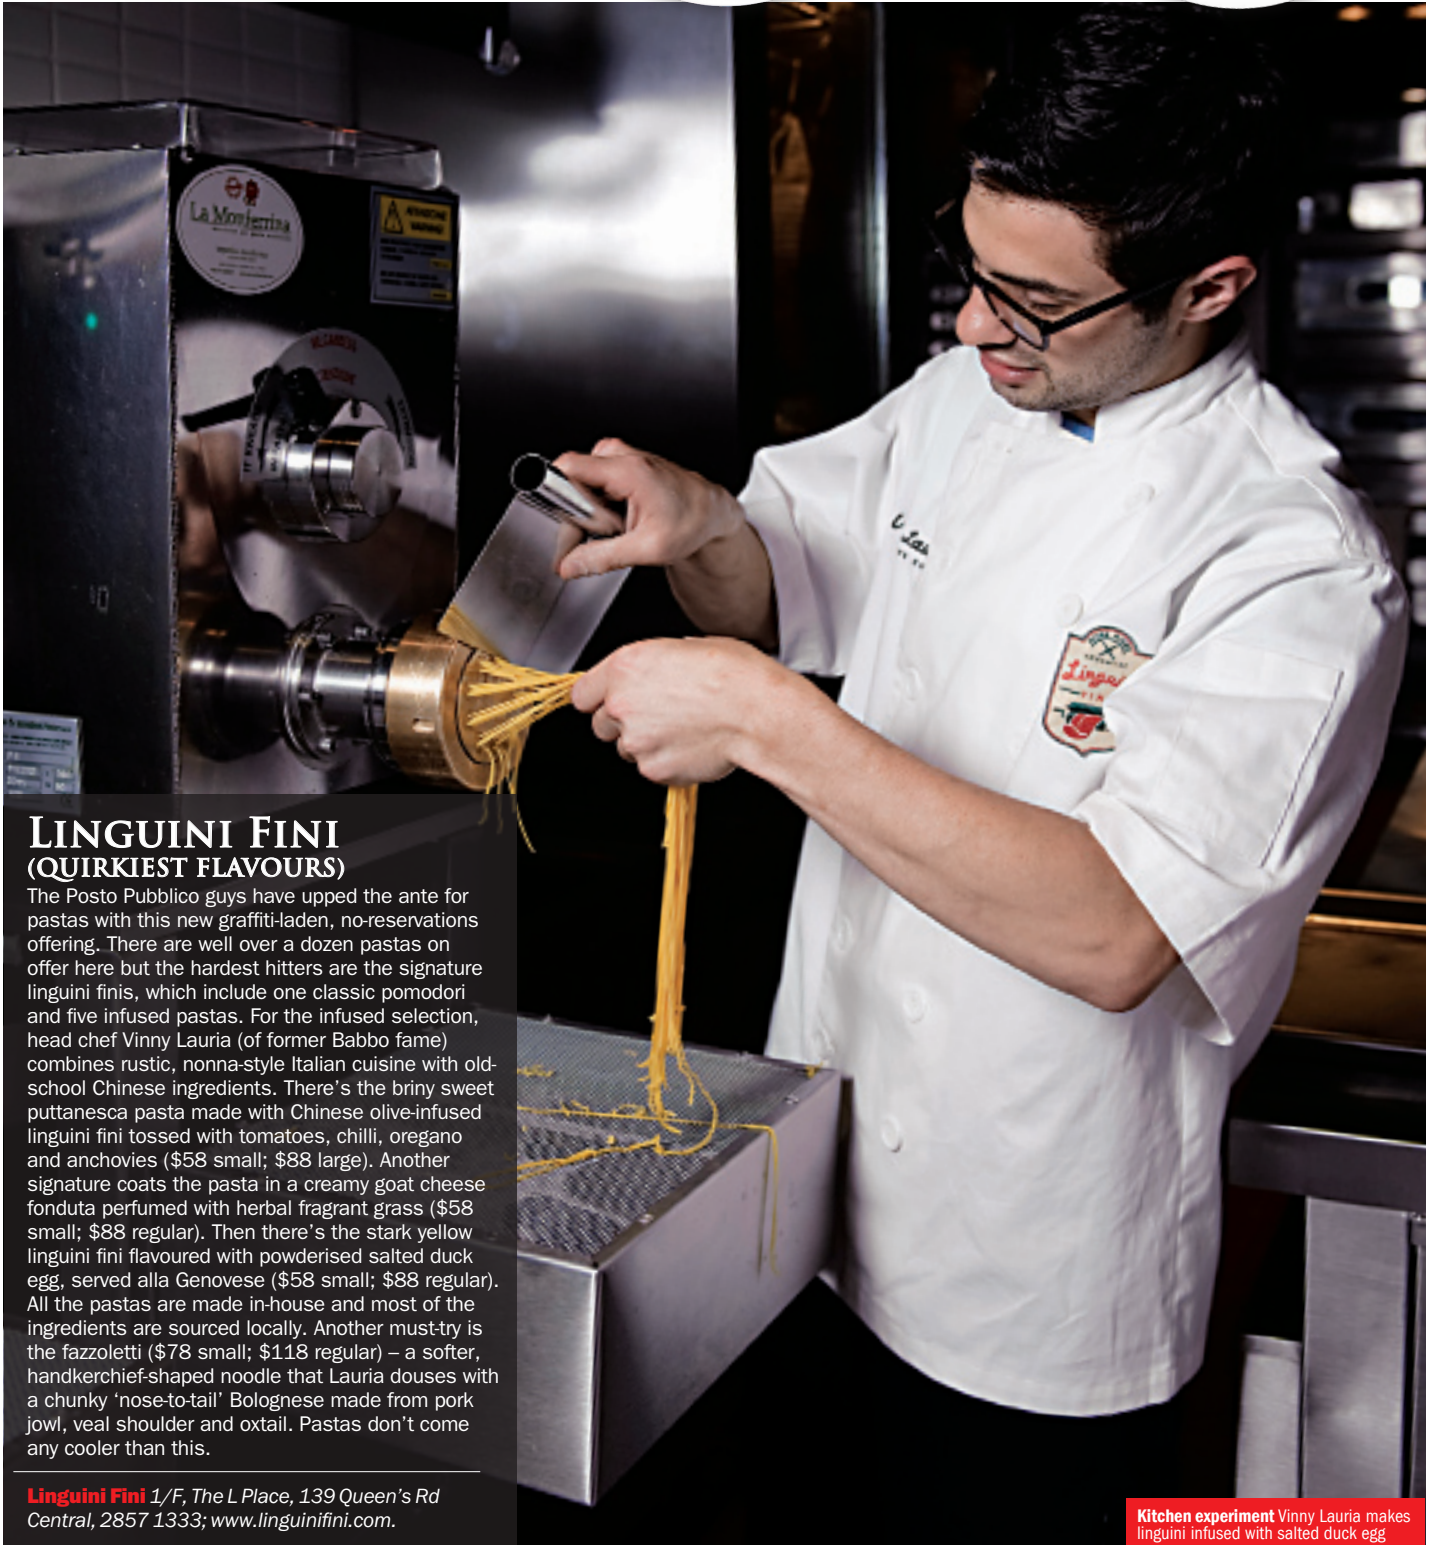 La Monferrina
LINGUINI FINI
(QUIRKIEST FLAVOURS)
The Posto Pubblico guys have upped the ante for
pastas with this new graffiti-laden, no-reservations
offering. There are well over a dozen pastas on
offer here but the hardest hitters are the signature
linguini finis, which include one classic pomodori
and five infused pastas. For the infused selection,
head chef Vinny Lauria (of former Babbo fame)
combines rustic, nonna-style Italian cuisine with old-
school Chinese ingredients. There's the briny sweet
puttanesca pasta made with Chinese olive-infused
linguini fini tossed with tomatoes, chilli, oregano
and anchovies ($58 small; $88 large). Another
signature coats the pasta in a creamy goat cheese
fonduta perfumed with herbal fragrant grass ($58
small; $88 regular). Then there's the stark yellow
linguini fini flavoured with powderised salted duck
egg, served alla Genovese ($58 small; $88 regular).
All the pastas are made in-house and most of the
ingredients are sourced locally. Another must-try is
the fazzoletti ($78 small; $118 regular) – a softer,
handkerchief-shaped noodle that Lauria douses with
a chunky ‘nose-to-tail’ Bolognese made from pork
jowl, veal shoulder and oxtail. Pastas don't come
any cooler than this.
Linguini Fini 1/F, The L Place, 139 Queen's Rd
Central, 2857 1333; www.linguinifini.com.
Kitchen experiment Vinny Lauria makes
linguini infused with salted duck egg